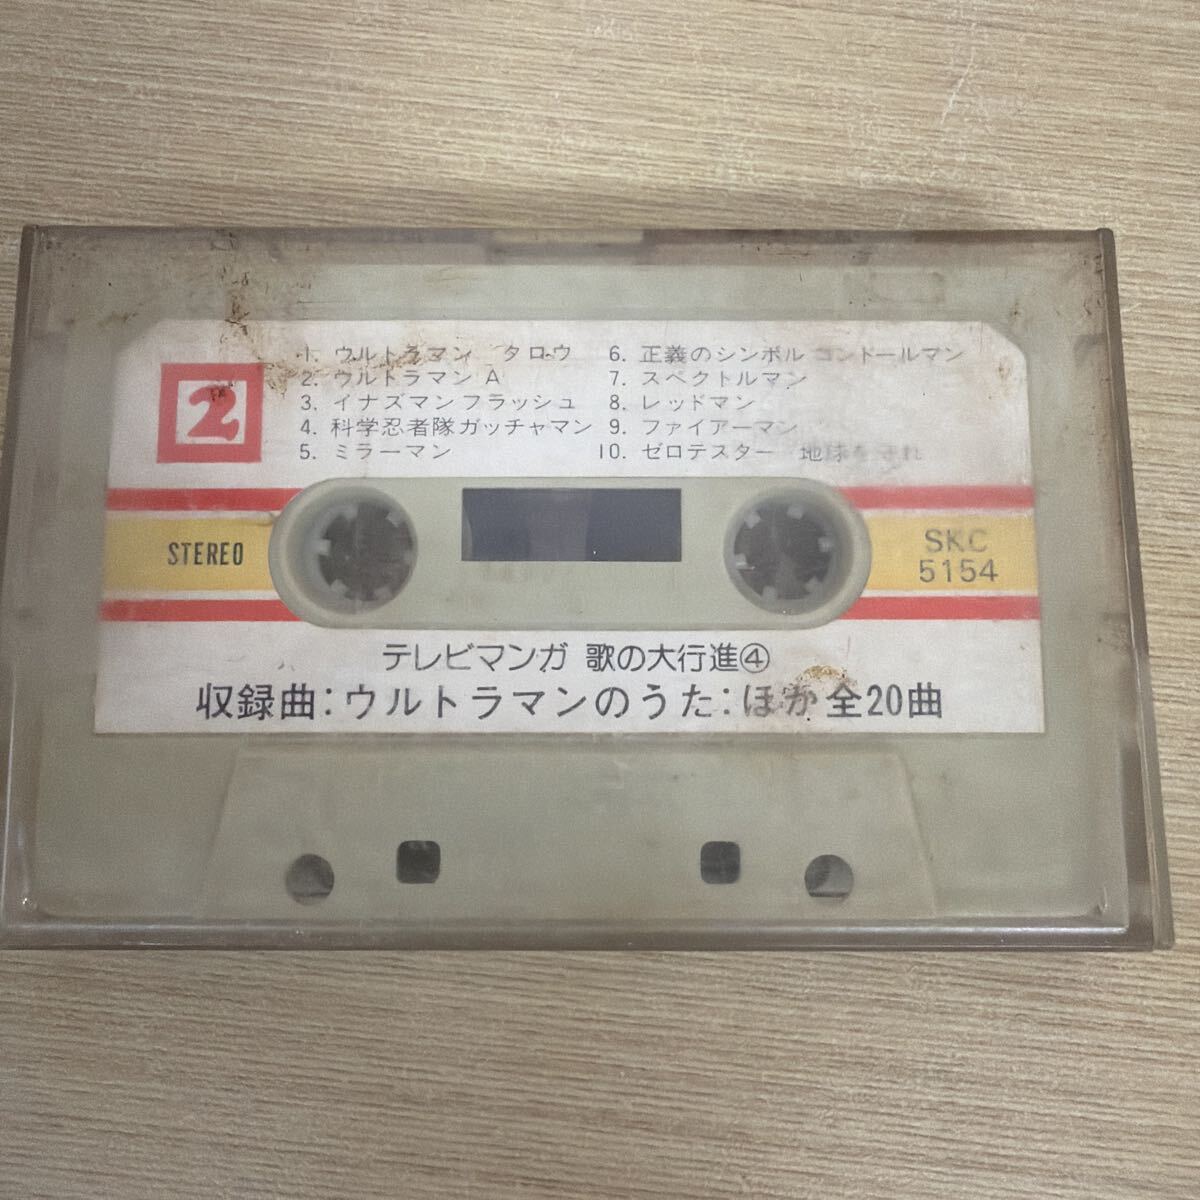 2
1. ウルトラマン タロウ
2. ウルトラマン A
3. イナズマンフラッシュ
4. 科学忍者隊ガッチャマン
5. ミラーマン
6. 正義のシンボル コンドールマン
7. スペクトルマン
8. レッドマン
9. ファイアーマン
10. ゼロテスター 地球を守れ
STEREO
SKC
5154
テレビマンガ 歌の大行進④
収録曲:ウルトラマンのうた:ほか 全20曲